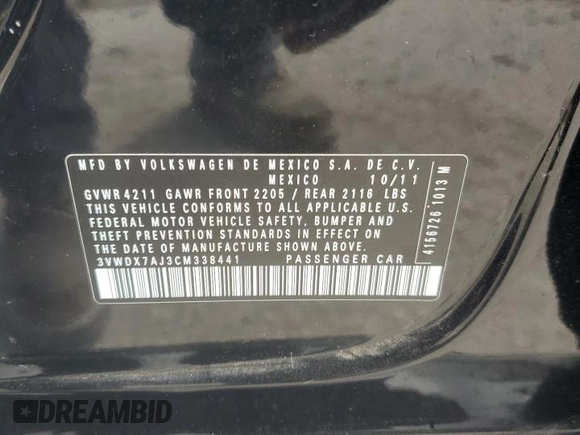 MFD BY VOLKSWAGEN DE MEXICO S.A. DE C.V.
MEXICO 10/11
GVWR 4211 GAWR FRONT 2205 / REAR 2116 LBS
THIS VEHICLE CONFORMS TO ALL APPLICABLE U.S.
FEDERAL MOTOR VEHICLE SAFETY, BUMPER AND
THEFT PREVENTION STANDARDS IN EFFECT ON
THE DATE OF MANUFACTURE SHOWN ABOVE.
3VWDX7AJ3CM338441 PASSENGER CAR
4156726 1013 M
DREAMBID